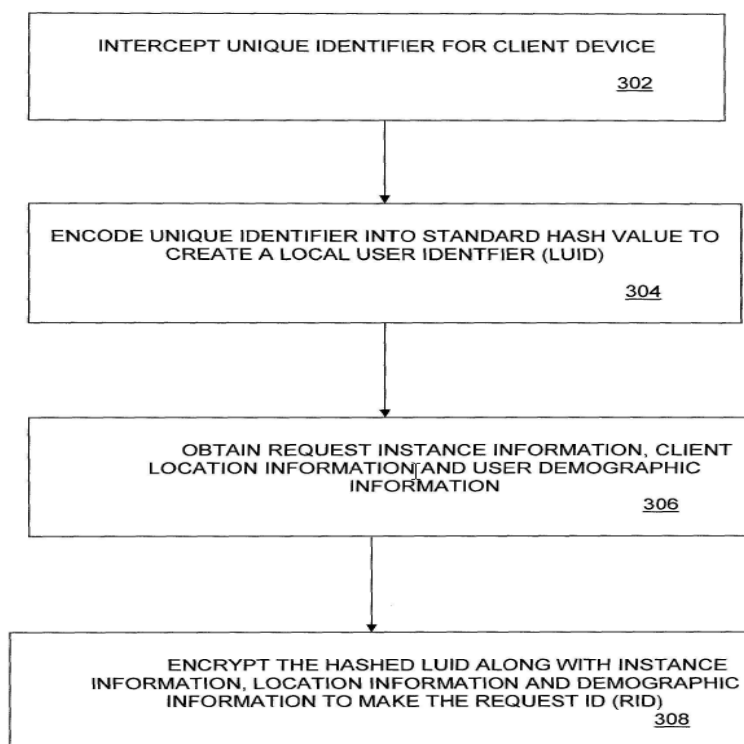 INTERCEPT UNIQUE IDENTIFIER FOR CLIENT DEVICE
302
ENCODE UNIQUE IDENTIFIER INTO STANDARD HASH VALUE TO
CREATE A LOCAL USER IDENTFIER (LUID)
304
OBTAIN REQUEST INSTANCE INFORMATION, CLIENT
LOCATION INFORMATION AND USER DEMOGRAPHIC
INFORMATION
306
ENCRYPT THE HASHED LUID ALONG WITH INSTANCE
INFORMATION, LOCATION INFORMATION AND DEMOGRAPHIC
INFORMATION TO MAKE THE REQUEST ID (RID)
308